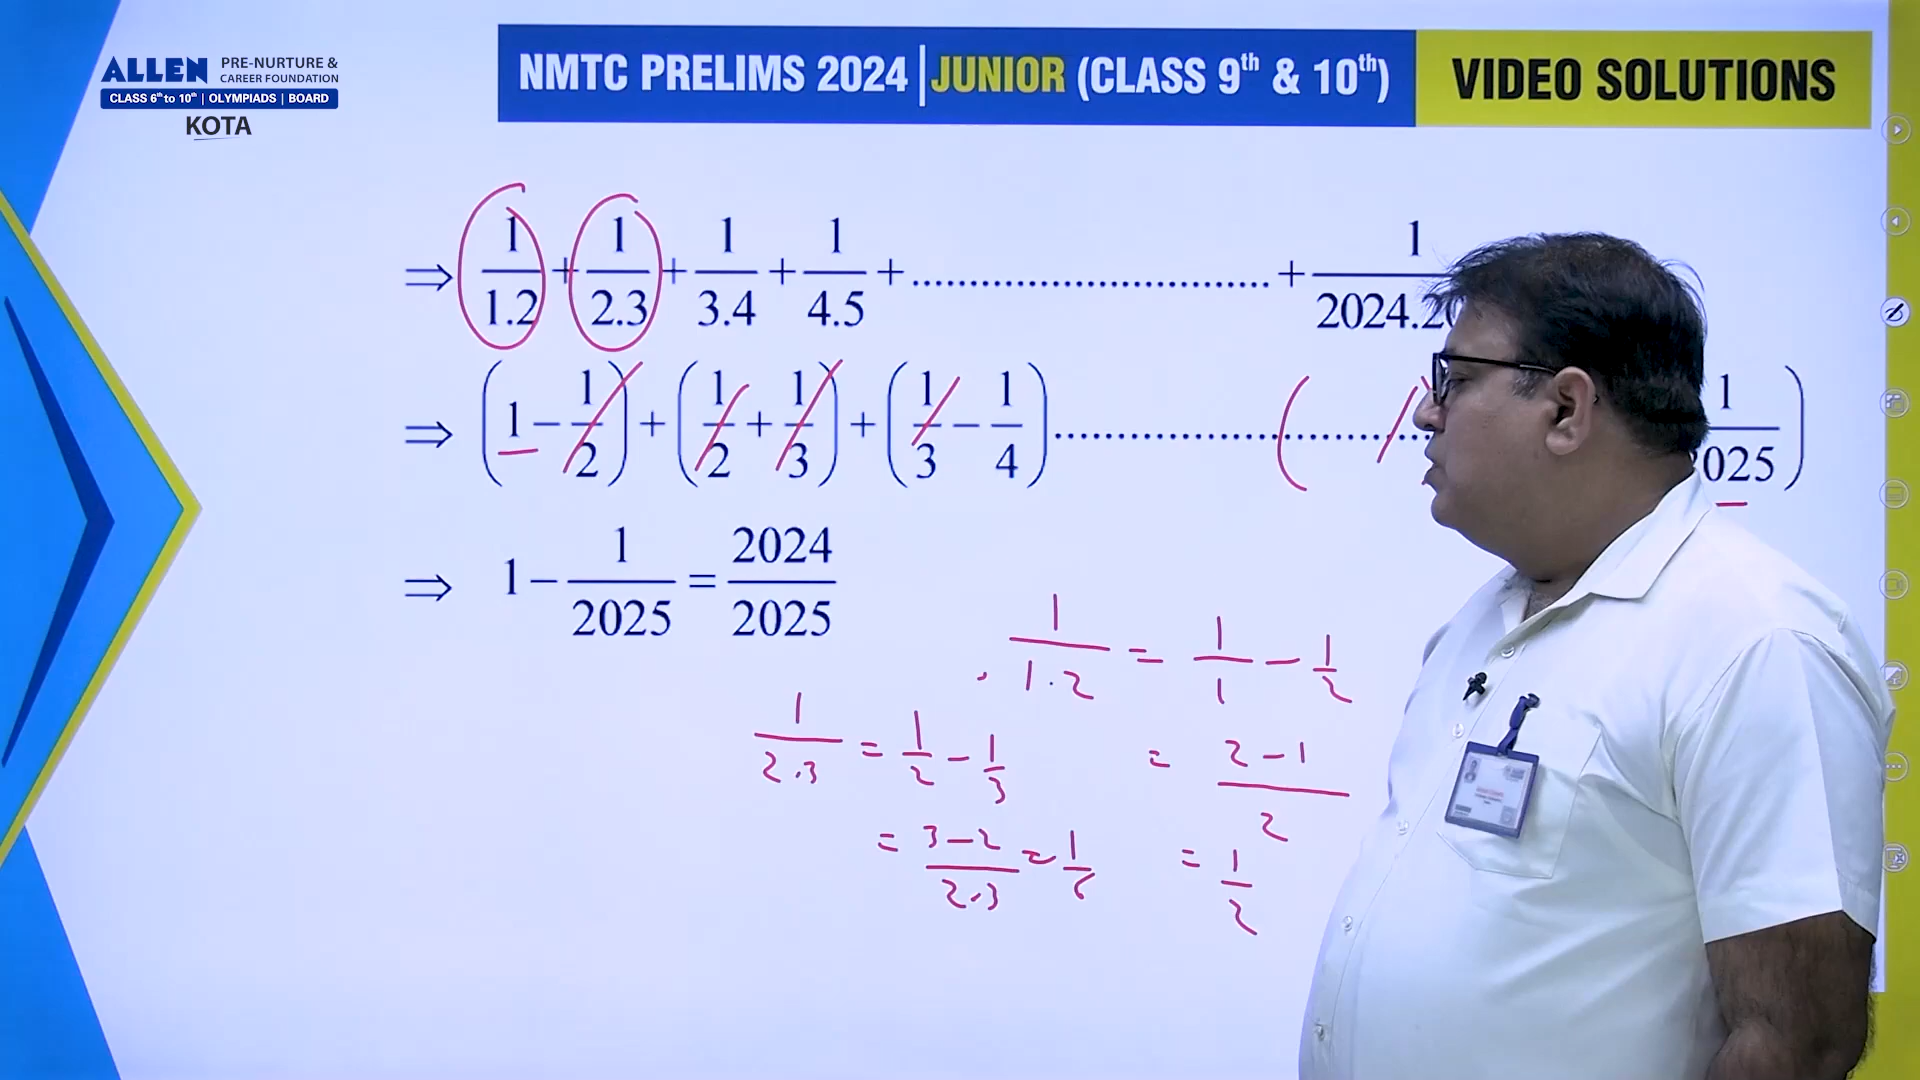 ALLEN PRE-NURTURE &
CAREER FOUNDATION
CLASS 6th to 10th | OLYMPIADS | BOARD
KOTA
NMTC PRELIMS 2024 | JUNIOR (CLASS 9th & 10th) VIDEO SOLUTIONS
⇒ 1/1.2 + 1/2.3 + 1/3.4 + 1/4.5 + .............................. + 1/2024.2
⇒ (1 − 1/2) + (1/2 + 1/3) + (1/3 − 1/4) .............................. ( / 1/025)
⇒ 1 − 1/2025 = 2024/2025
1/1.2 = 1/1 − 1/2
1/2.3 = 1/2 − 1/3
= 2−1/2
= 3−2/2.3 = 1/6
= 1/2